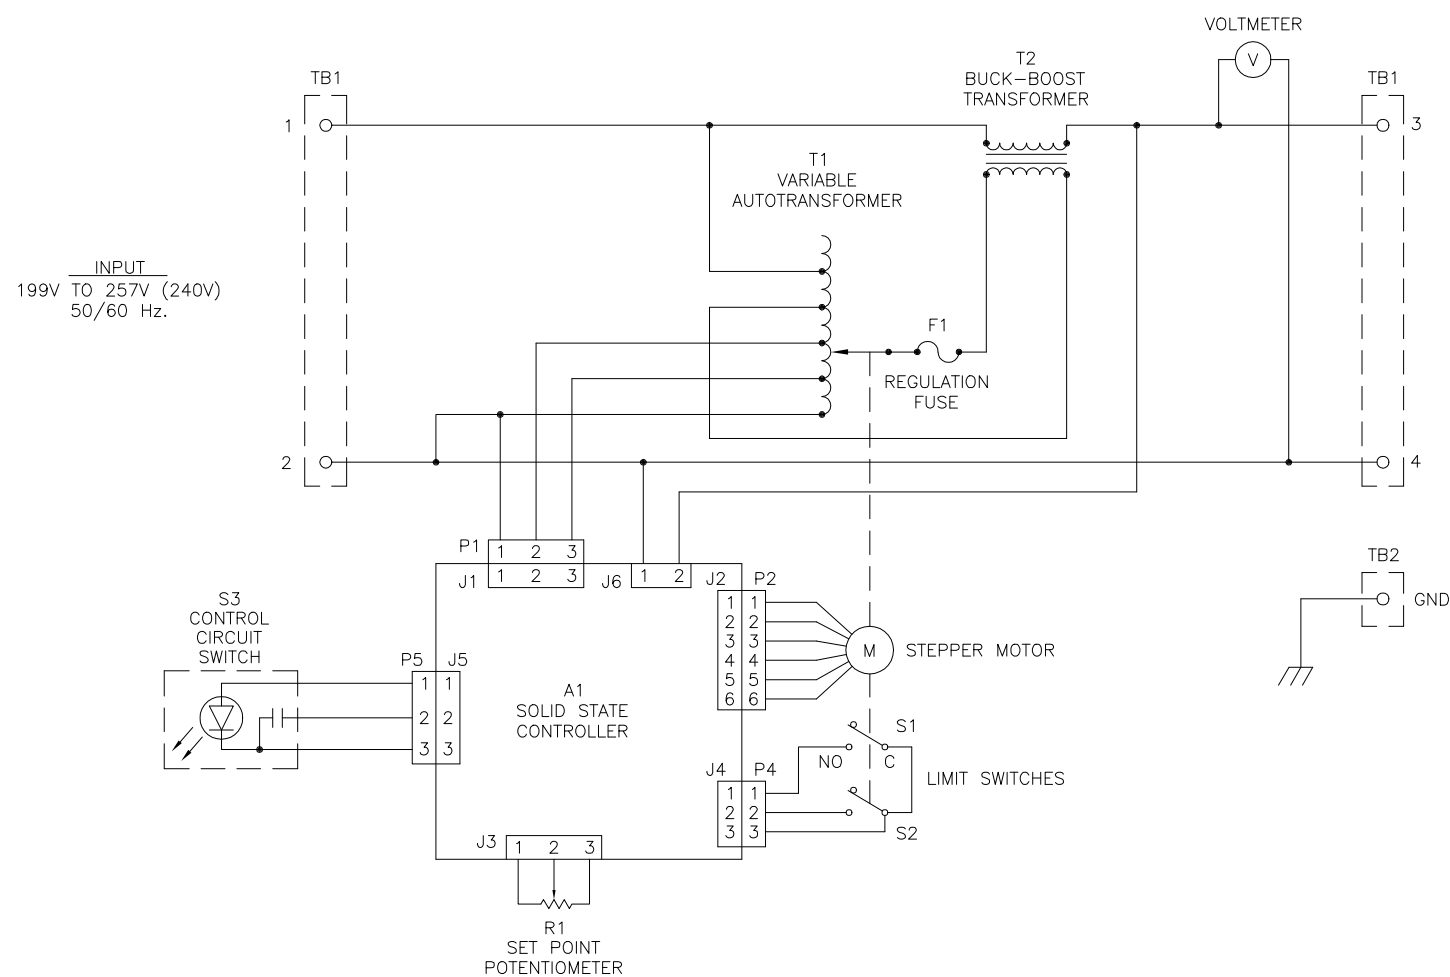 VOLTMETER
V
T2
BUCK-BOOST
TRANSFORMER
TB1
TB1
1
3
T1
VARIABLE
AUTOTRANSFORMER
INPUT
199V TO 257V (240V)
50/60 Hz.
F1
REGULATION
FUSE
2
4
P1
1 2 3
J1
1 2 3
J6
1 2
J2 P2
1 1
2 2
3 3
4 4
5 5
6 6
M
STEPPER MOTOR
TB2
GND
S3
CONTROL
CIRCUIT
SWITCH
P5 J5
1 1
2 2
3 3
A1
SOLID STATE
CONTROLLER
S1
NO C
LIMIT SWITCHES
J4 P4
1 1
2 2
3 3
S2
J3
1 2 3
R1
SET POINT
POTENTIOMETER